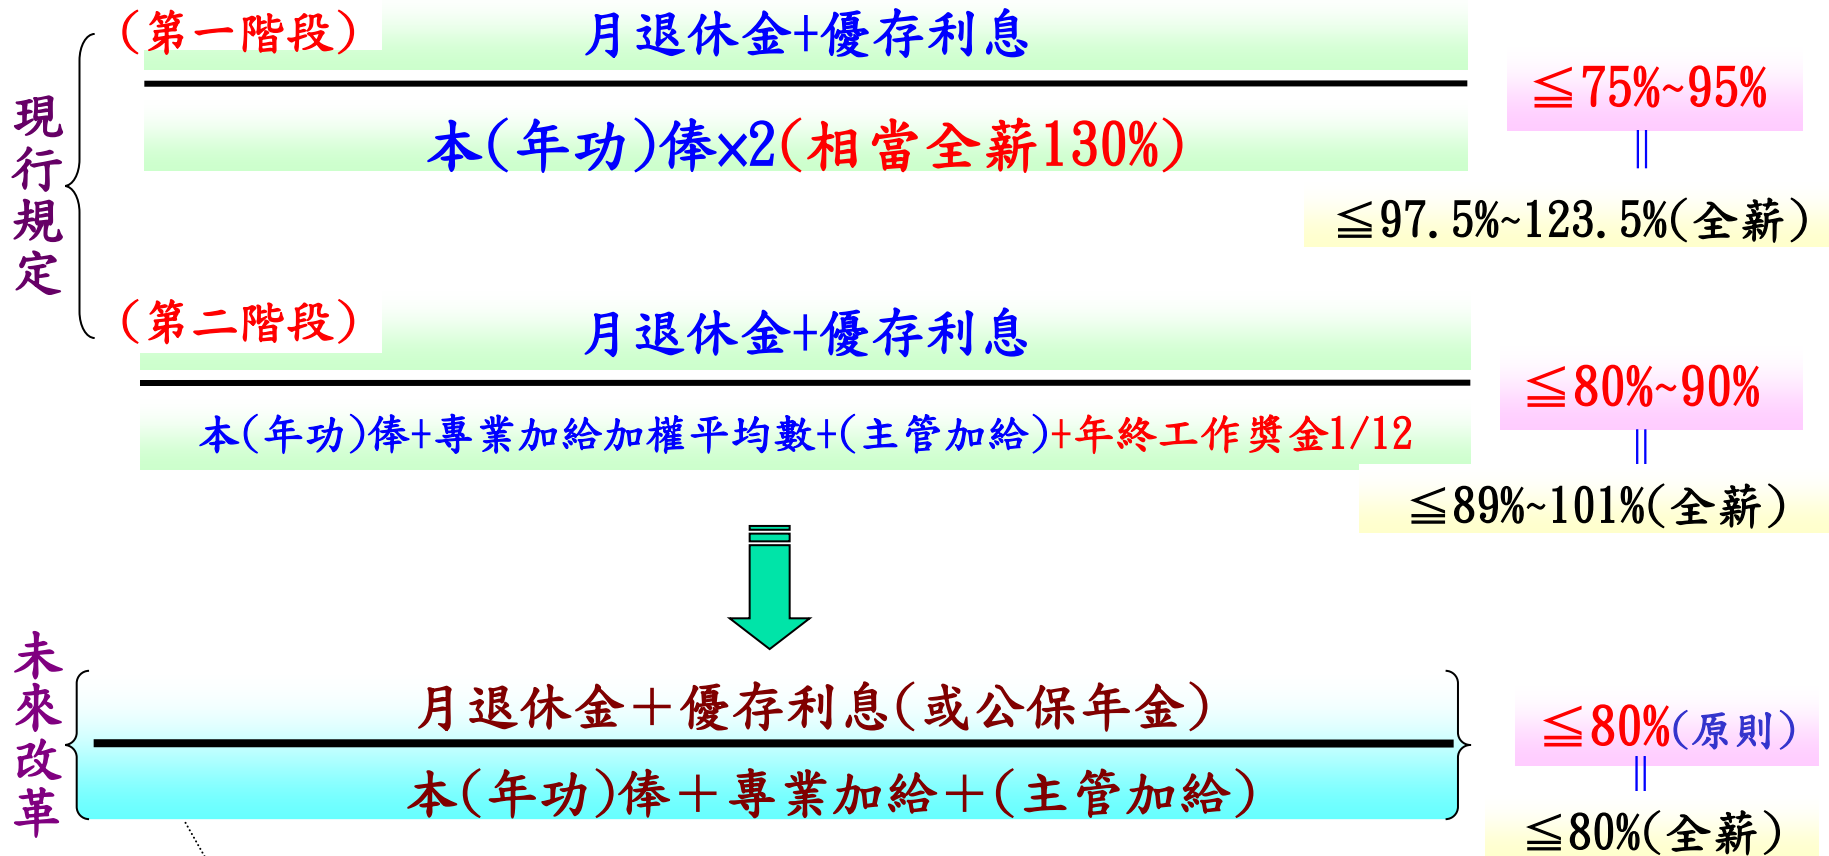 現行規定
(第一階段)
月退休金+優存利息
本(年功)俸×2(相當全薪130%)
≦75%~95%
≦97.5%~123.5%(全薪)
(第二階段)
月退休金+優存利息
本(年功)俸+專業加給加權平均數+(主管加給)+年終工作獎金1/12
≦80%~90%
≦89%~101%(全薪)
未來改革
月退休金＋優存利息(或公保年金)
本(年功)俸＋專業加給＋(主管加給)
≦80%(原則)
≦80%(全薪)